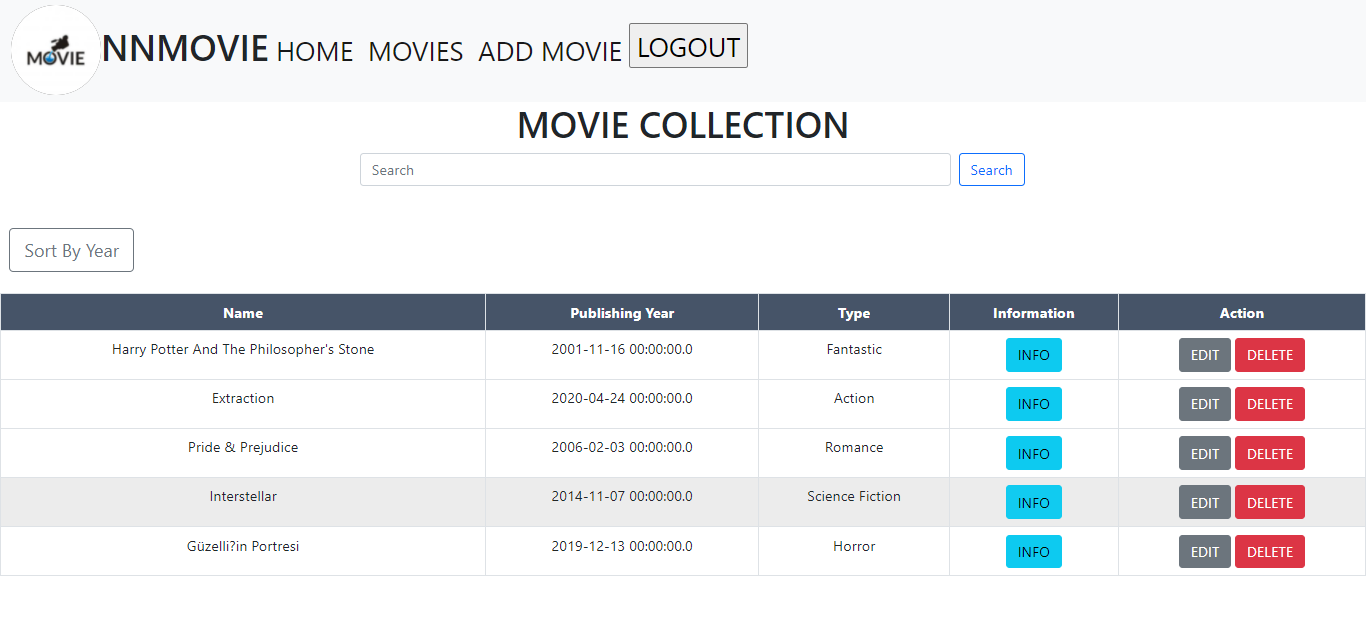 MOVIE NNMOVIE HOME MOVIES ADD MOVIE LOGOUT
MOVIE COLLECTION
Search Search
Sort By Year
Name Publishing Year Type Information Action
Harry Potter And The Philosopher's Stone 2001-11-16 00:00:00.0 Fantastic INFO EDIT DELETE
Extraction 2020-04-24 00:00:00.0 Action INFO EDIT DELETE
Pride & Prejudice 2006-02-03 00:00:00.0 Romance INFO EDIT DELETE
Interstellar 2014-11-07 00:00:00.0 Science Fiction INFO EDIT DELETE
Güzelli?in Portresi 2019-12-13 00:00:00.0 Horror INFO EDIT DELETE